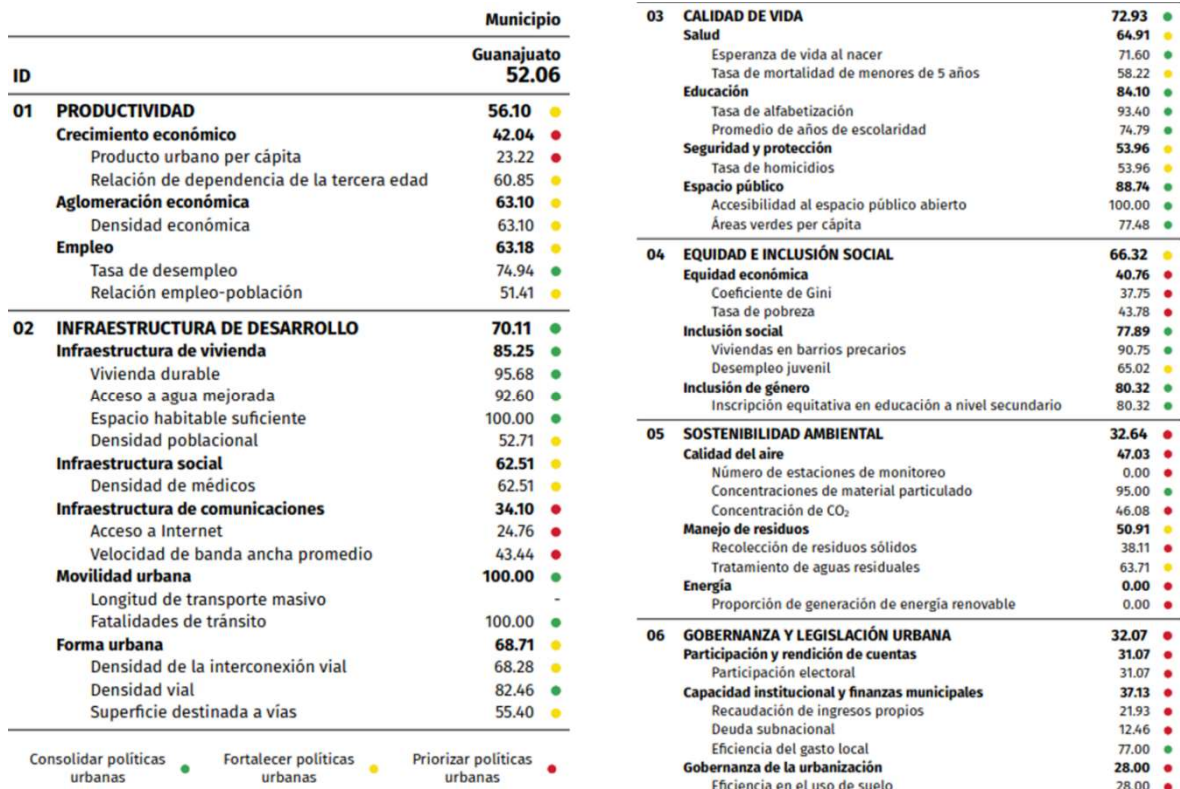 Municipio
Guanajuato
ID 52.06
01 PRODUCTIVIDAD 56.10
Crecimiento económico 42.04
Producto urbano per cápita 23.22
Relación de dependencia de la tercera edad 60.85
Aglomeración económica 63.10
Densidad económica 63.10
Empleo 63.18
Tasa de desempleo 74.94
Relación empleo-población 51.41
02 INFRAESTRUCTURA DE DESARROLLO 70.11
Infraestructura de vivienda 85.25
Vivienda durable 95.68
Acceso a agua mejorada 92.60
Espacio habitable suficiente 100.00
Densidad poblacional 52.71
Infraestructura social 62.51
Densidad de médicos 62.51
Infraestructura de comunicaciones 34.10
Acceso a Internet 24.76
Velocidad de banda ancha promedio 43.44
Movilidad urbana 100.00
Longitud de transporte masivo -
Fatalidades de tránsito 100.00
Forma urbana 68.71
Densidad de la interconexión vial 68.28
Densidad vial 82.46
Superficie destinada a vías 55.40
Consolidar políticas urbanas
Fortalecer políticas urbanas
Priorizar políticas urbanas
03 CALIDAD DE VIDA 72.93
Salud 64.91
Esperanza de vida al nacer 71.60
Tasa de mortalidad de menores de 5 años 58.22
Educación 84.10
Tasa de alfabetización 93.40
Promedio de años de escolaridad 74.79
Seguridad y protección 53.96
Tasa de homicidios 53.96
Espacio público 88.74
Accesibilidad al espacio público abierto 100.00
Áreas verdes per cápita 77.48
04 EQUIDAD E INCLUSIÓN SOCIAL 66.32
Equidad económica 40.76
Coeficiente de Gini 37.75
Tasa de pobreza 43.78
Inclusión social 77.89
Viviendas en barrios precarios 90.75
Desempleo juvenil 65.02
Inclusión de género 80.32
Inscripción equitativa en educación a nivel secundario 80.32
05 SOSTENIBILIDAD AMBIENTAL 32.64
Calidad del aire 47.03
Número de estaciones de monitoreo 0.00
Concentraciones de material particulado 95.00
Concentración de CO₂ 46.08
Manejo de residuos 50.91
Recolección de residuos sólidos 38.11
Tratamiento de aguas residuales 63.71
Energía 0.00
Proporción de generación de energía renovable 0.00
06 GOBERNANZA Y LEGISLACIÓN URBANA 32.07
Participación y rendición de cuentas 31.07
Participación electoral 31.07
Capacidad institucional y finanzas municipales 37.13
Recaudación de ingresos propios 21.93
Deuda subnacional 12.46
Eficiencia del gasto local 77.00
Gobernanza de la urbanización 28.00
Eficiencia en el uso de suelo 28.00